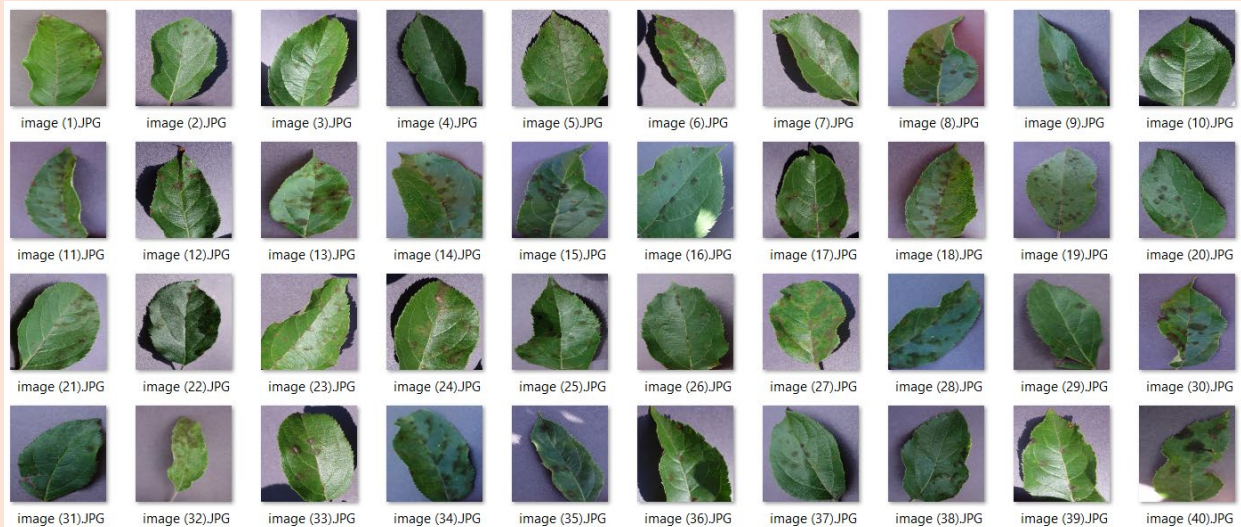 image (1).JPG image (2).JPG image (3).JPG image (4).JPG image (5).JPG image (6).JPG image (7).JPG image (8).JPG image (9).JPG image (10).JPG
image (11).JPG image (12).JPG image (13).JPG image (14).JPG image (15).JPG image (16).JPG image (17).JPG image (18).JPG image (19).JPG image (20).JPG
image (21).JPG image (22).JPG image (23).JPG image (24).JPG image (25).JPG image (26).JPG image (27).JPG image (28).JPG image (29).JPG image (30).JPG
image (31).JPG image (32).JPG image (33).JPG image (34).JPG image (35).JPG image (36).JPG image (37).JPG image (38).JPG image (39).JPG image (40).JPG